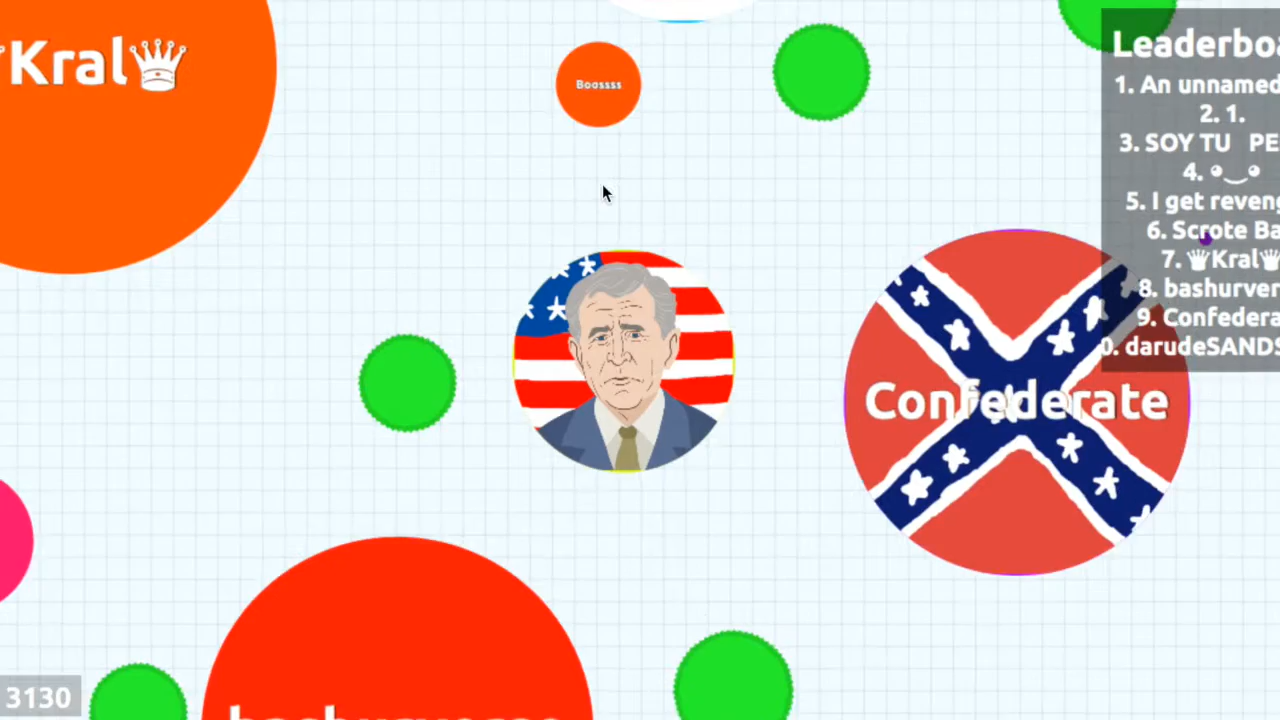 ♛Kral♛
Boossss
Confederate
3130
Leaderboa
1. An unnamed
2. 1.
3. SOY TU PE
4. •‿•
5. I get reveng
6. Scrote Ba
7. ♛Kral♛
8. bashurver
9. Confedera
0. darudeSANDS